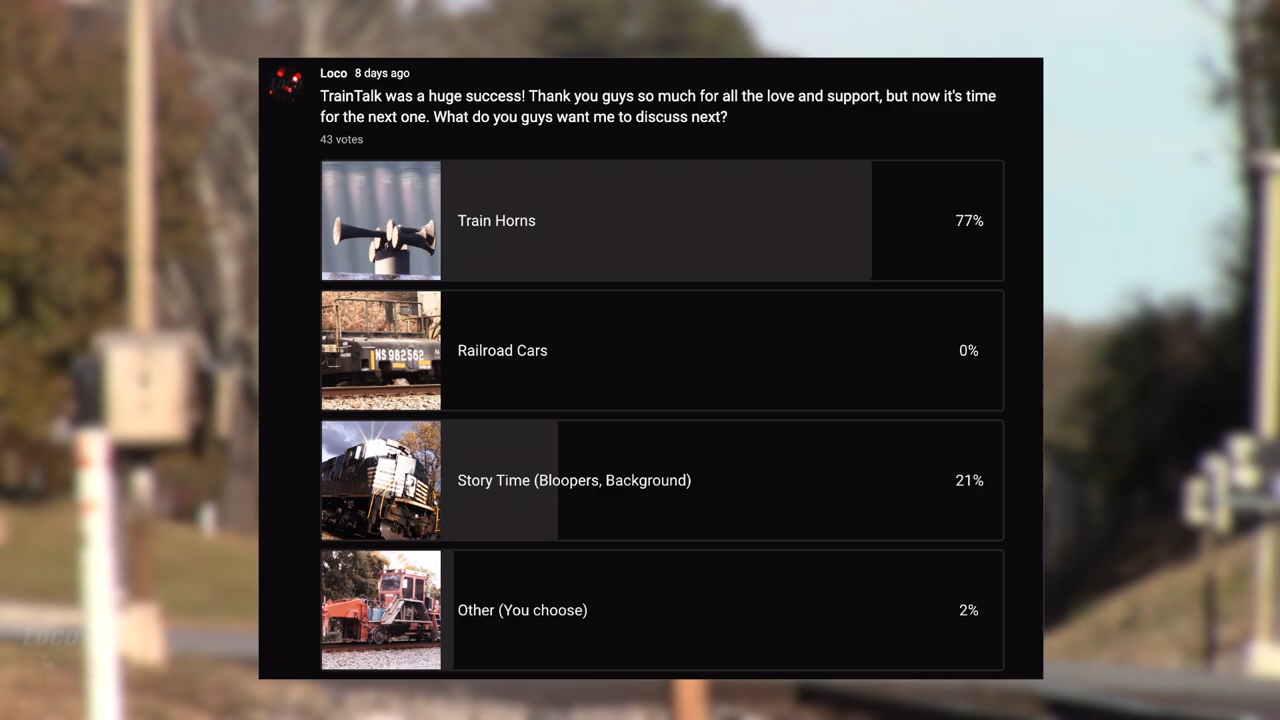 Loco 8 days ago
TrainTalk was a huge success! Thank you guys so much for all the love and support, but now it's time
for the next one. What do you guys want me to discuss next?
43 votes
Train Horns 77%
NS 982562
Railroad Cars 0%
Story Time (Bloopers, Background) 21%
Other (You choose) 2%
LOCO